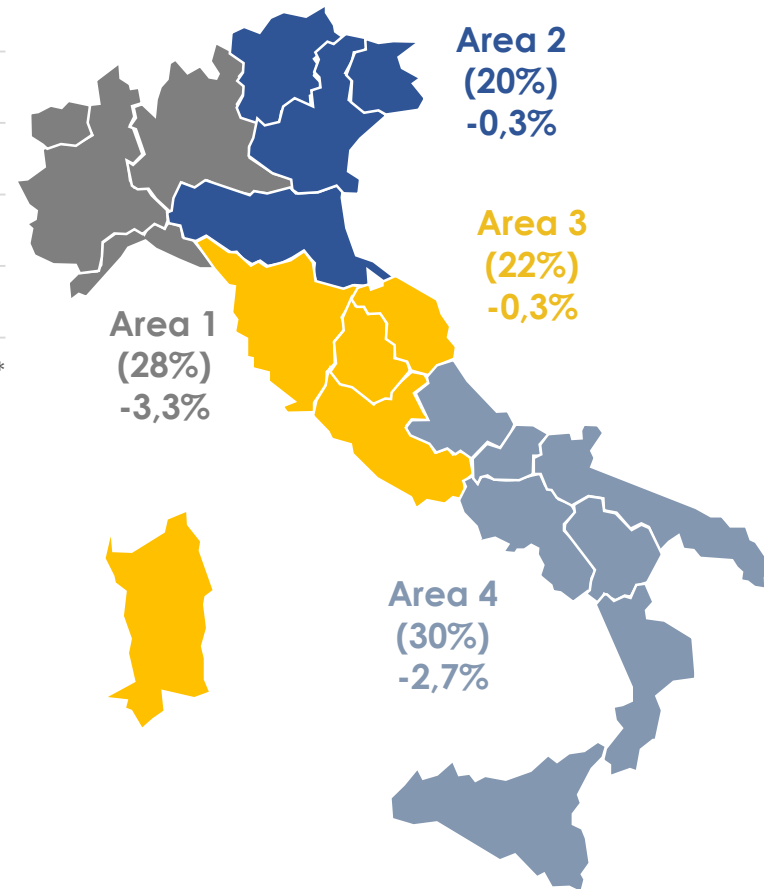 Area 2
(20%)
-0,3%
Area 3
(22%)
-0,3%
Area 1
(28%)
-3,3%
*
Area 4
(30%)
-2,7%